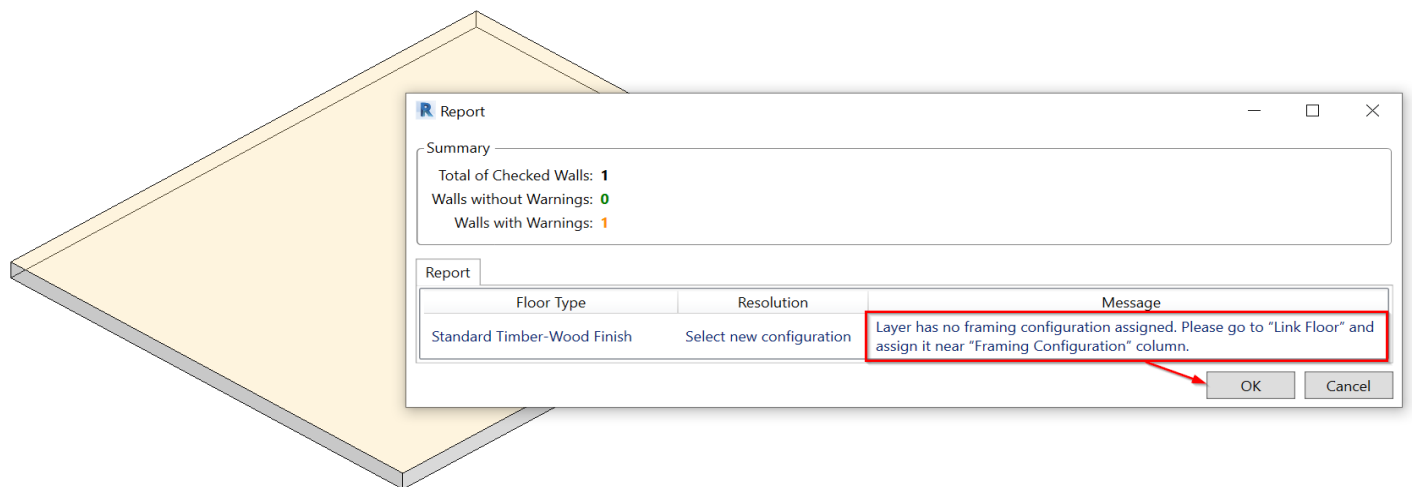 Report
Summary
Total of Checked Walls: 1
Walls without Warnings: 0
Walls with Warnings: 1
Report
Floor Type Resolution Message
Standard Timber-Wood Finish Select new configuration Layer has no framing configuration assigned. Please go to “Link Floor” and
assign it near “Framing Configuration” column.
OK Cancel